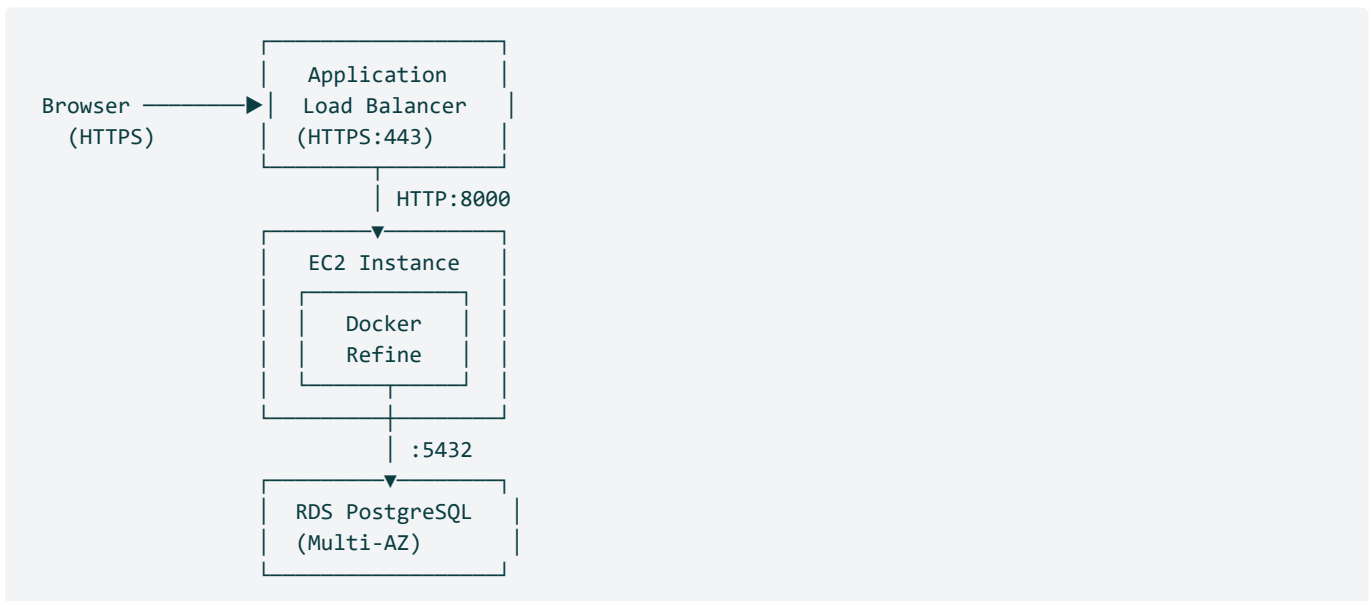 Application
Browser Load Balancer
(HTTPS) (HTTPS:443)
HTTP:8000
EC2 Instance
Docker
Refine
:5432
RDS PostgreSQL
(Multi-AZ)